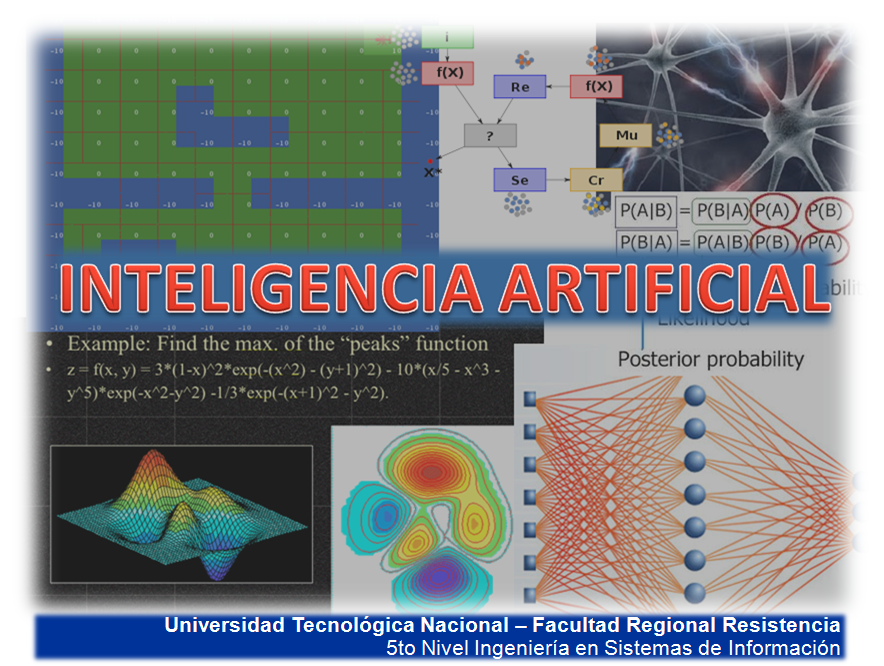 i
f(X)
Re
f(X)
?
Mu
X*
Se
Cr
P(A|B) = P(B|A) P(A) / P(B)
P(B|A) = P(A|B) P(B) / P(A)
INTELIGENCIA ARTIFICIAL
Likelihood
Posterior probability
• Example: Find the max. of the “peaks” function
• z = f(x, y) = 3*(1-x)^2*exp(-(x^2) - (y+1)^2) - 10*(x/5 - x^3 -
y^5)*exp(-x^2-y^2) -1/3*exp(-(x+1)^2 - y^2).
Universidad Tecnológica Nacional – Facultad Regional Resistencia
5to Nivel Ingeniería en Sistemas de Información